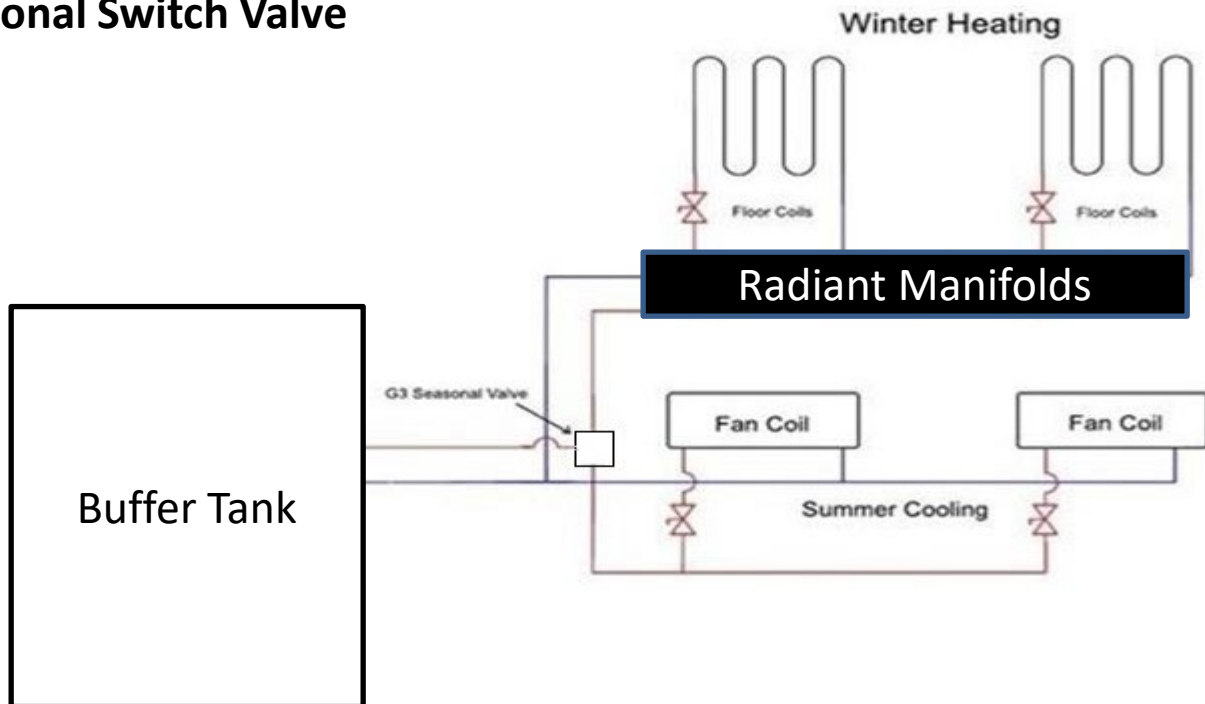 onal Switch Valve
Winter Heating
Floor Coils
Floor Coils
Radiant Manifolds
G3 Seasonal Valve
Fan Coil
Fan Coil
Buffer Tank
Summer Cooling